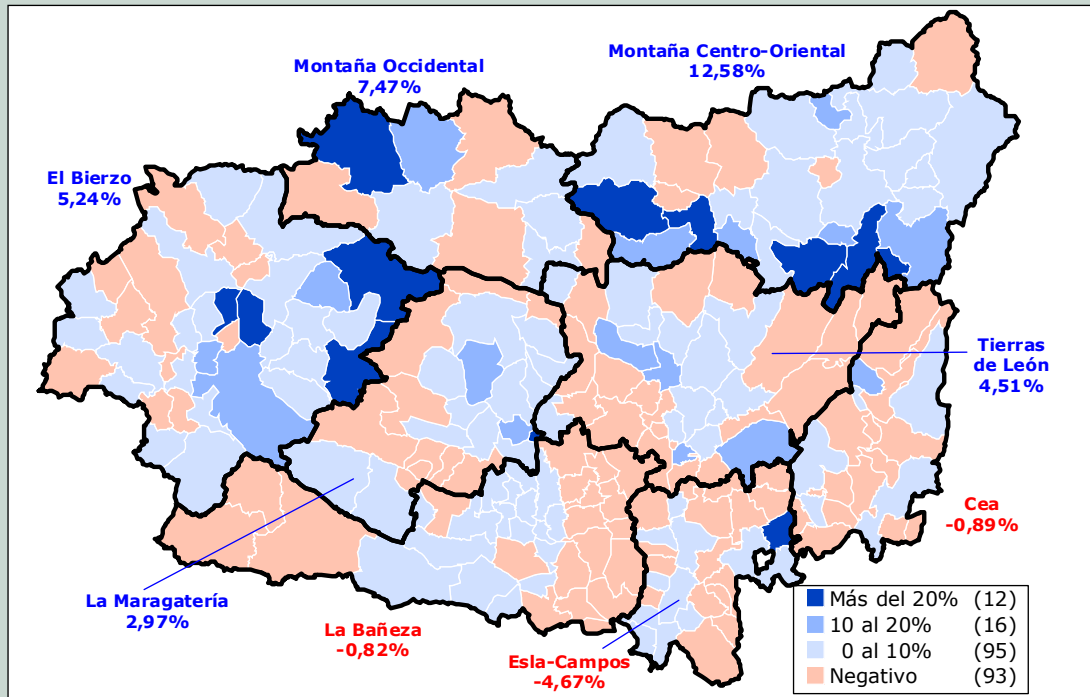 Montaña Centro-Oriental
12,58%
Montaña Occidental
7,47%
El Bierzo
5,24%
Tierras
de León
4,51%
Cea
-0,89%
La Maragatería
2,97%
La Bañeza
-0,82%
Esla-Campos
-4,67%
Más del 20% (12)
10 al 20% (16)
0 al 10% (95)
Negativo (93)